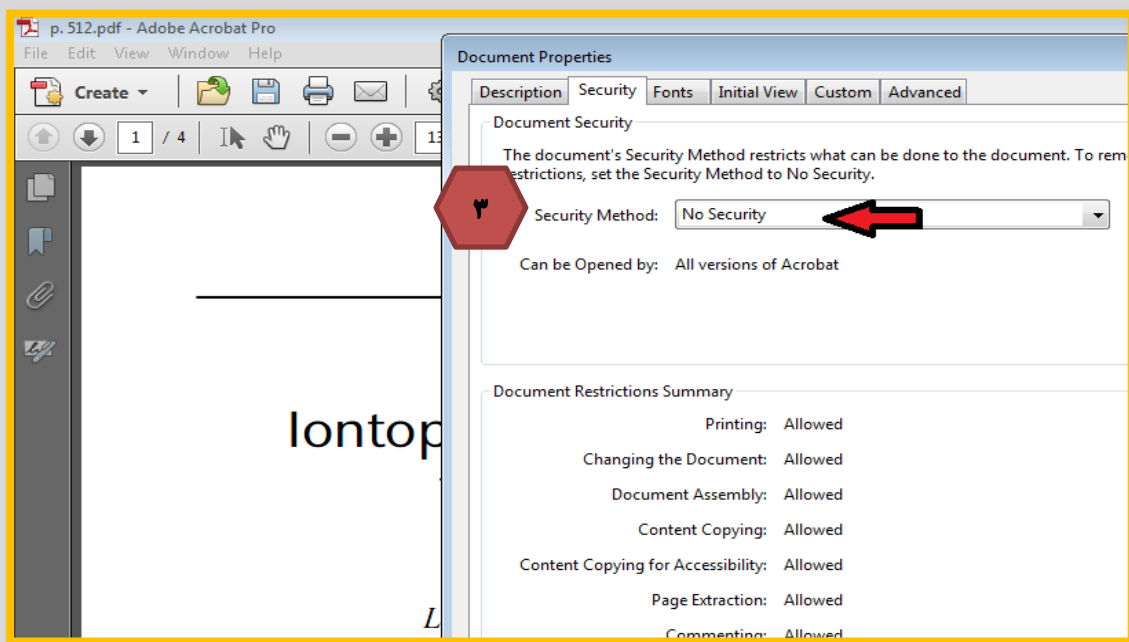 p. 512.pdf - Adobe Acrobat Pro
File Edit View Window Help
Create
1 / 4
13
Iontop
L
Document Properties
Description Security Fonts Initial View Custom Advanced
Document Security
The document's Security Method restricts what can be done to the document. To rem
estrictions, set the Security Method to No Security.
۳
Security Method: No Security
Can be Opened by: All versions of Acrobat
Document Restrictions Summary
Printing: Allowed
Changing the Document: Allowed
Document Assembly: Allowed
Content Copying: Allowed
Content Copying for Accessibility: Allowed
Page Extraction: Allowed
Commenting: Allowed